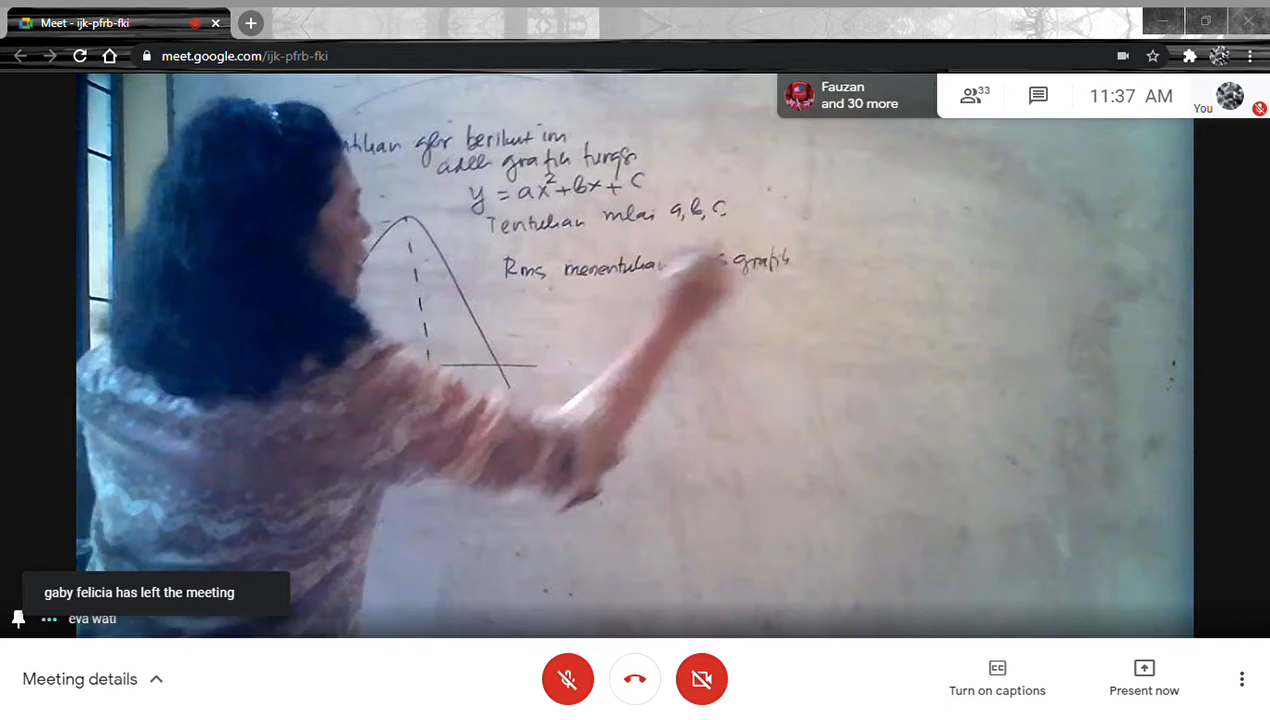 Meet - ijk-pfrb-fki
meet.google.com/ijk-pfrb-fki
Fauzan
and 30 more
33
11:37 AM
You
berikut ini
grafik fungsi
y = ax² + bx + c
Tentukan nilai a, b, c
Rms menentukan grafik
gaby felicia has left the meeting
eva wati
Meeting details
Turn on captions
Present now